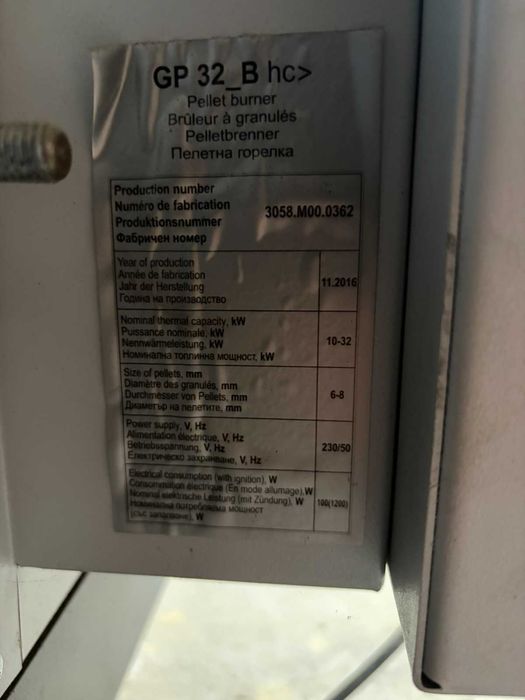 GP 32_B hc>
Pellet burner
Brûleur à granulés
Pelletbrenner
Пелетна горелка
Production number
Numéro de fabrication
Produktionsnummer
Фабричен номер
3058.M00.0362
Year of production
Année de fabrication
Jahr der Herstellung
Година на производство
11.2016
Nominal thermal capacity, kW
Puissance nominale, kW
Nennwärmeleistung, kW
Номинална топлинна мощност, kW
10-32
Size of pellets, mm
Diamètre des granulés, mm
Durchmesser von Pellets, mm
Диаметър на пелетите, mm
6-8
Power supply, V, Hz
Alimentation électrique, V, Hz
Betriebsspannung, V, Hz
Електрическо захранване, V, Hz
230/50
Electrical consumption (with ignition), W
Consommation électrique (En mode allumage),W
Nominal elektrische Leistung (mit Zündung), W
Номинална потребляема мощност
(със запалване), W
100(1200)